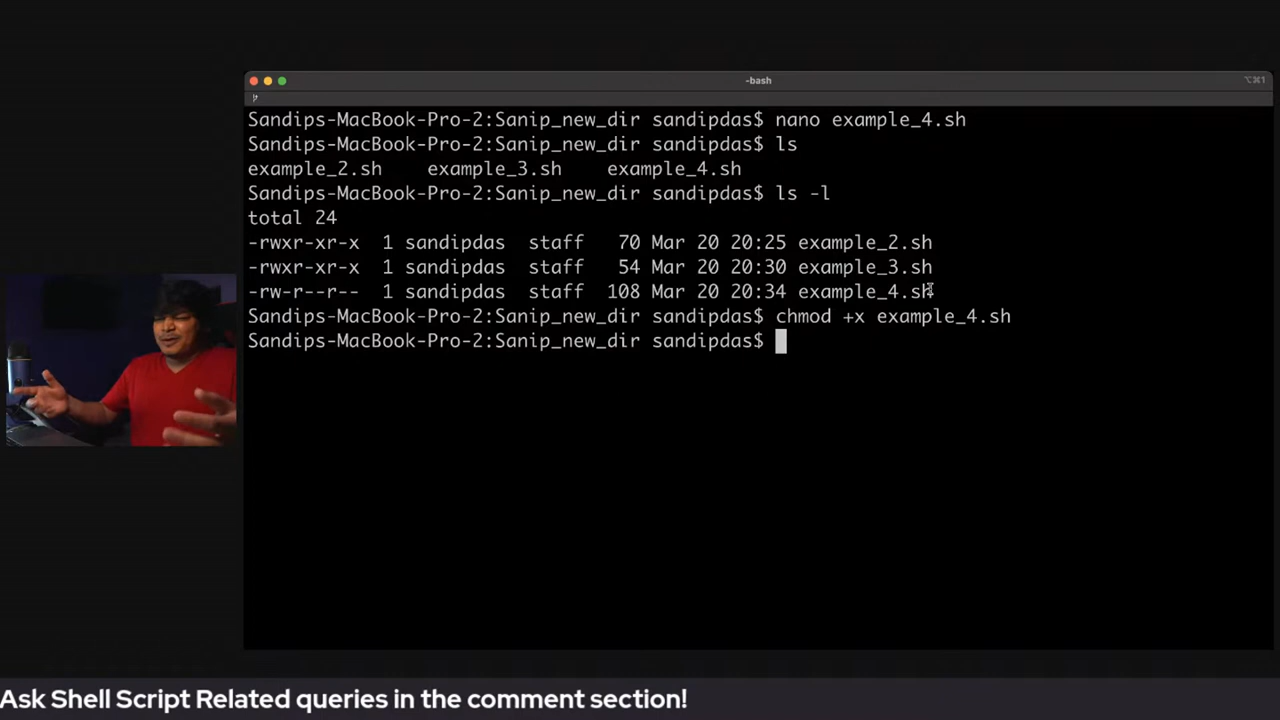 -bash
⌥⌘1
Sandips-MacBook-Pro-2:Sanip_new_dir sandipdas$ nano example_4.sh
Sandips-MacBook-Pro-2:Sanip_new_dir sandipdas$ ls
example_2.sh    example_3.sh    example_4.sh
Sandips-MacBook-Pro-2:Sanip_new_dir sandipdas$ ls -l
total 24
-rwxr-xr-x  1 sandipdas  staff   70 Mar 20 20:25 example_2.sh
-rwxr-xr-x  1 sandipdas  staff   54 Mar 20 20:30 example_3.sh
-rw-r--r--  1 sandipdas  staff  108 Mar 20 20:34 example_4.sh
Sandips-MacBook-Pro-2:Sanip_new_dir sandipdas$ chmod +x example_4.sh
Sandips-MacBook-Pro-2:Sanip_new_dir sandipdas$
Ask Shell Script Related queries in the comment section!